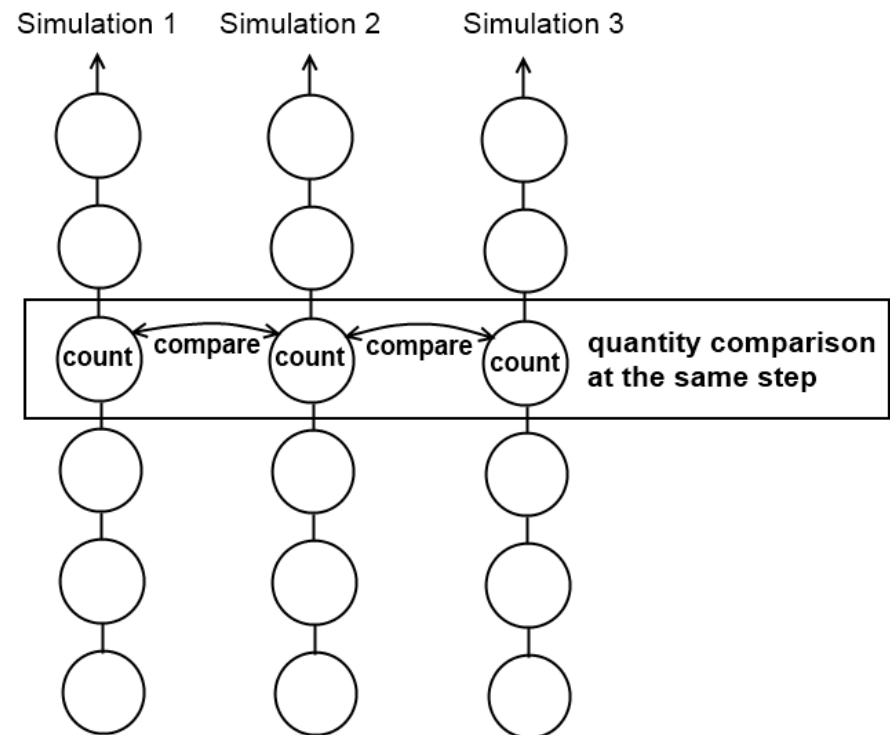 Simulation 1
Simulation 2
Simulation 3
count
compare
count
compare
count
quantity comparison
at the same step